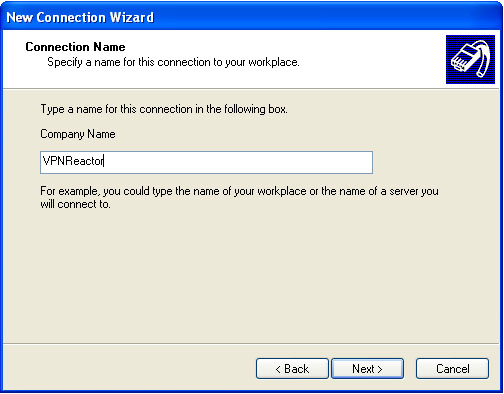 New Connection Wizard
Connection Name
Specify a name for this connection to your workplace.
Type a name for this connection in the following box.
Company Name
VPNReactor
For example, you could type the name of your workplace or the name of a server you
will connect to.
< Back Next > Cancel